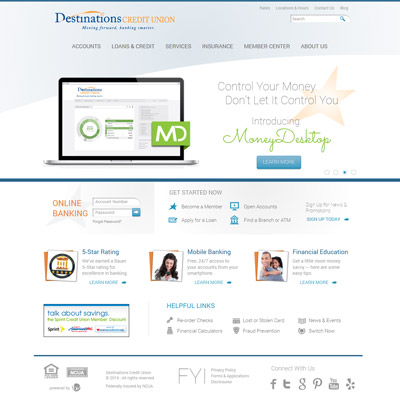 Rates Locations & Hours Contact Us Blog
Destinations CREDIT UNION
Moving forward, banking smarter
Search
ACCOUNTS LOANS & CREDIT SERVICES INSURANCE MEMBER CENTER ABOUT US
Control Your Money.
Don't Let It Control You
Introducing
MoneyDesktop
MD
LEARN MORE
ONLINE
BANKING
Account Number
Password
Forgot Password?
GET STARTED NOW
Become a Member
Open Accounts
Apply for a Loan
Find a Branch or ATM
Sign Up for News &
Promotions
SIGN UP TODAY
5-Star Rating
We've earned a Bauer
5-Star rating for
excellence in banking.
LEARN MORE
Mobile Banking
Free, 24/7 access to
your accounts from your
smartphone.
LEARN MORE
Financial Education
Get a little more money
savvy — here are some
easy tips.
LEARN MORE
talk about savings.
the Sprint Credit Union Member Discount.
Sprint
HELPFUL LINKS
Re-order Checks
Lost or Stolen Card
News & Events
Financial Calculators
Fraud Prevention
Switch Now
NCUA
powered by
Destinations Credit Union
© 2014 - All rights reserved.
Federally insured by NCUA.
FYI
Privacy Policy
Forms & Applications
Disclosures
Connect With Us